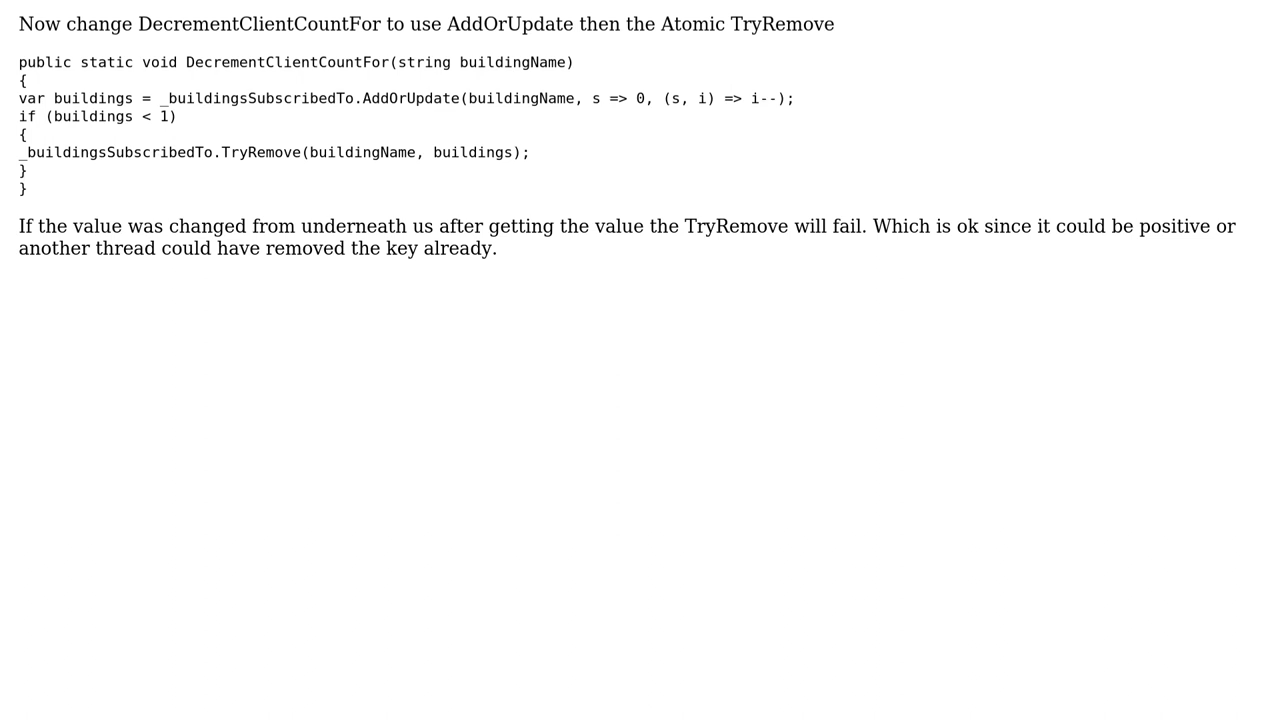 Now change DecrementClientCountFor to use AddOrUpdate then the Atomic TryRemove
public static void DecrementClientCountFor(string buildingName)
{
var buildings = _buildingsSubscribedTo.AddOrUpdate(buildingName, s => 0, (s, i) => i--);
if (buildings < 1)
{
_buildingsSubscribedTo.TryRemove(buildingName, buildings);
}
}
If the value was changed from underneath us after getting the value the TryRemove will fail. Which is ok since it could be positive or
another thread could have removed the key already.